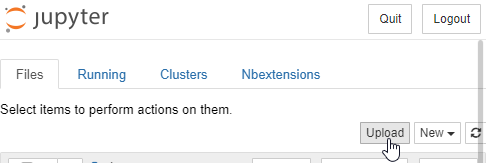 jupyter Quit Logout
Files Running Clusters Nbextensions
Select items to perform actions on them.
Upload New